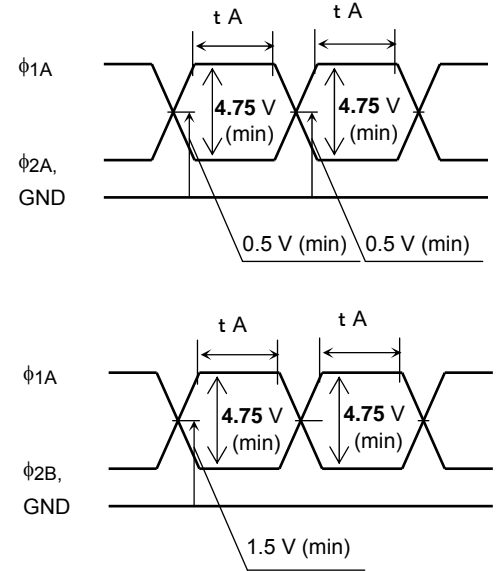 t A t A
ϕ1A
4.75 V 4.75 V
(min) (min)
ϕ2A,
GND
0.5 V (min) 0.5 V (min)
t A t A
ϕ1A
4.75 V 4.75 V
(min) (min)
ϕ2B,
GND
1.5 V (min)